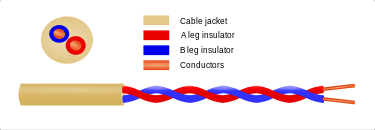 Cable jacket
A leg insulator
B leg insulator
Conductors